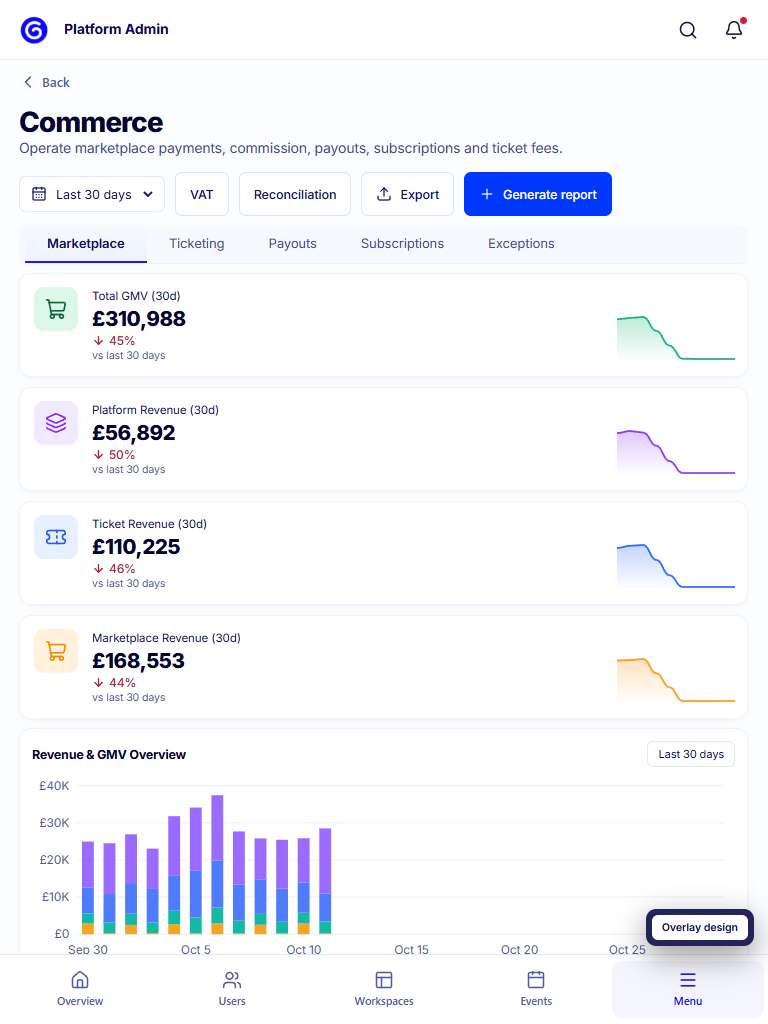 Platform Admin
Back
Commerce
Operate marketplace payments, commission, payouts, subscriptions and ticket fees.
Last 30 days
VAT
Reconciliation
Export
Generate report
Marketplace
Ticketing
Payouts
Subscriptions
Exceptions
Total GMV (30d)
£310,988
45%
vs last 30 days
Platform Revenue (30d)
£56,892
50%
vs last 30 days
Ticket Revenue (30d)
£110,225
46%
vs last 30 days
Marketplace Revenue (30d)
£168,553
44%
vs last 30 days
Revenue & GMV Overview
Last 30 days
£40K
£30K
£20K
£10K
£0
Sep 30
Oct 5
Oct 10
Oct 15
Oct 20
Oct 25
Overlay design
Overview
Users
Workspaces
Events
Menu